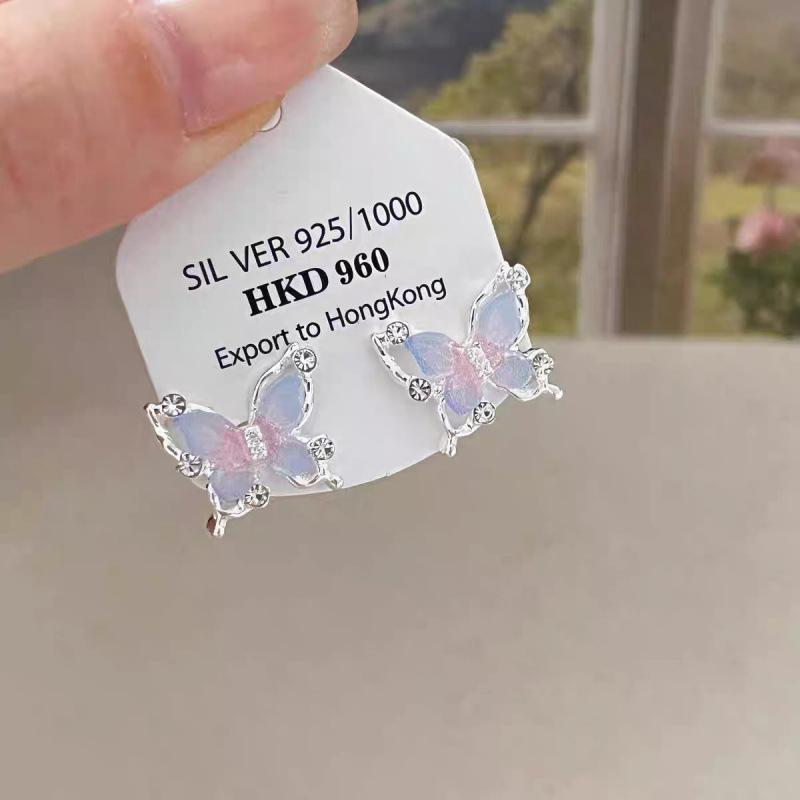 SIL VER 925/1000
HKD 960
Export to HongKong